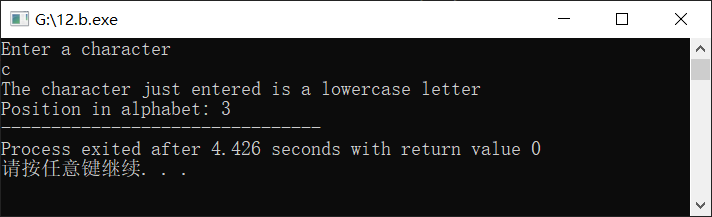 G:\12.b.exe
Enter a character
c
The character just entered is a lowercase letter
Position in alphabet: 3
--------------------------------
Process exited after 4.426 seconds with return value 0
请按任意键继续. . .